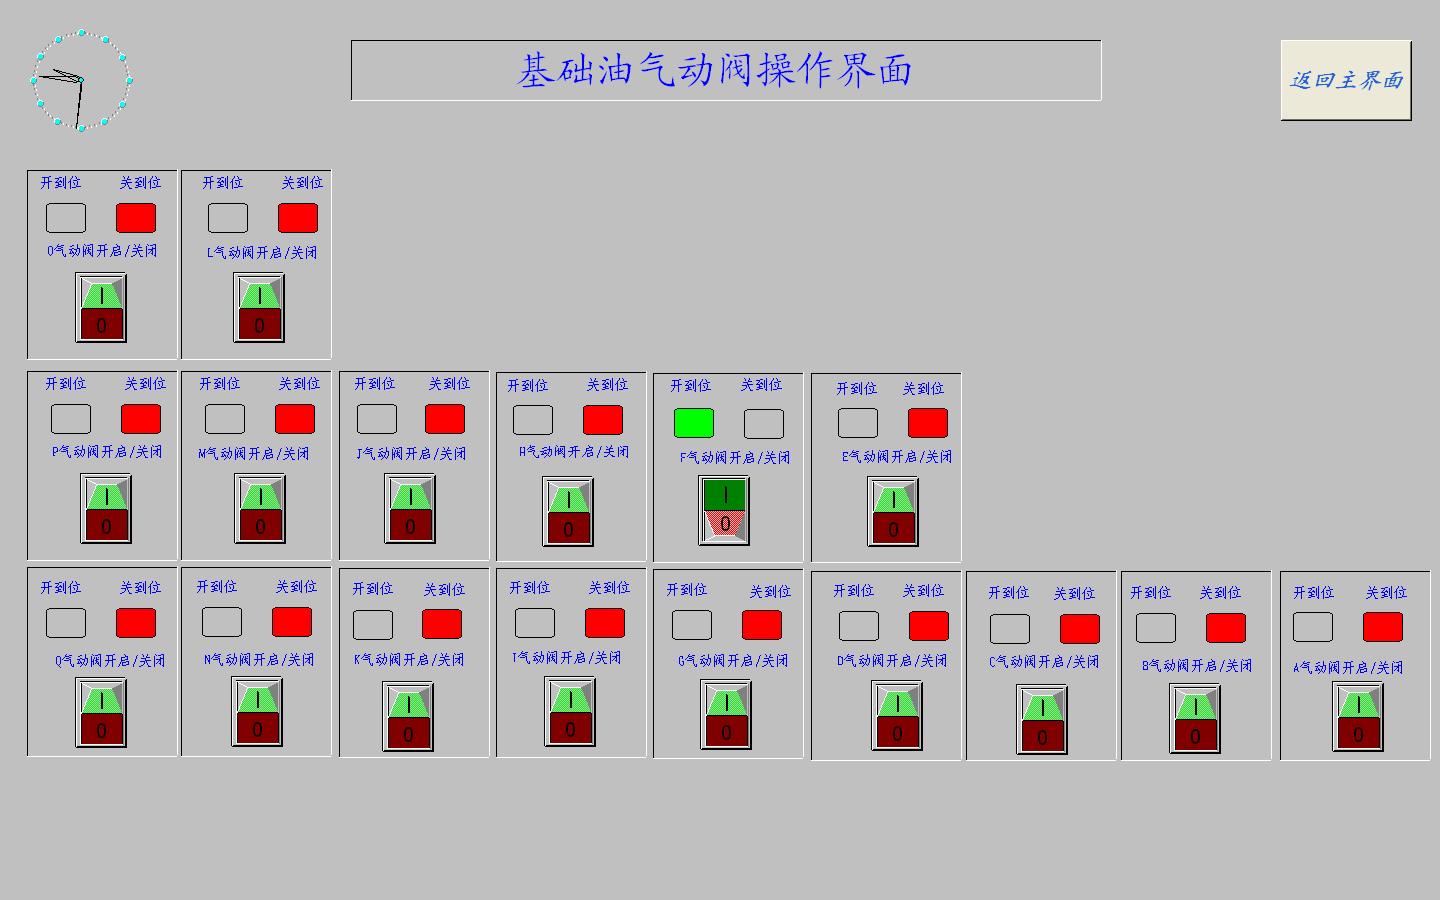 基础油气动阀操作界面
返回主界面
开到位 关到位
O气动阀开启/关闭
I
0
开到位 关到位
L气动阀开启/关闭
I
0
开到位 关到位
P气动阀开启/关闭
I
0
开到位 关到位
M气动阀开启/关闭
I
0
开到位 关到位
J气动阀开启/关闭
I
0
开到位 关到位
H气动阀开启/关闭
I
0
开到位 关到位
F气动阀开启/关闭
I
0
开到位 关到位
E气动阀开启/关闭
I
0
开到位 关到位
Q气动阀开启/关闭
I
0
开到位 关到位
N气动阀开启/关闭
I
0
开到位 关到位
K气动阀开启/关闭
I
0
开到位 关到位
I气动阀开启/关闭
I
0
开到位 关到位
G气动阀开启/关闭
I
0
开到位 关到位
D气动阀开启/关闭
I
0
开到位 关到位
C气动阀开启/关闭
I
0
开到位 关到位
B气动阀开启/关闭
I
0
开到位 关到位
A气动阀开启/关闭
I
0